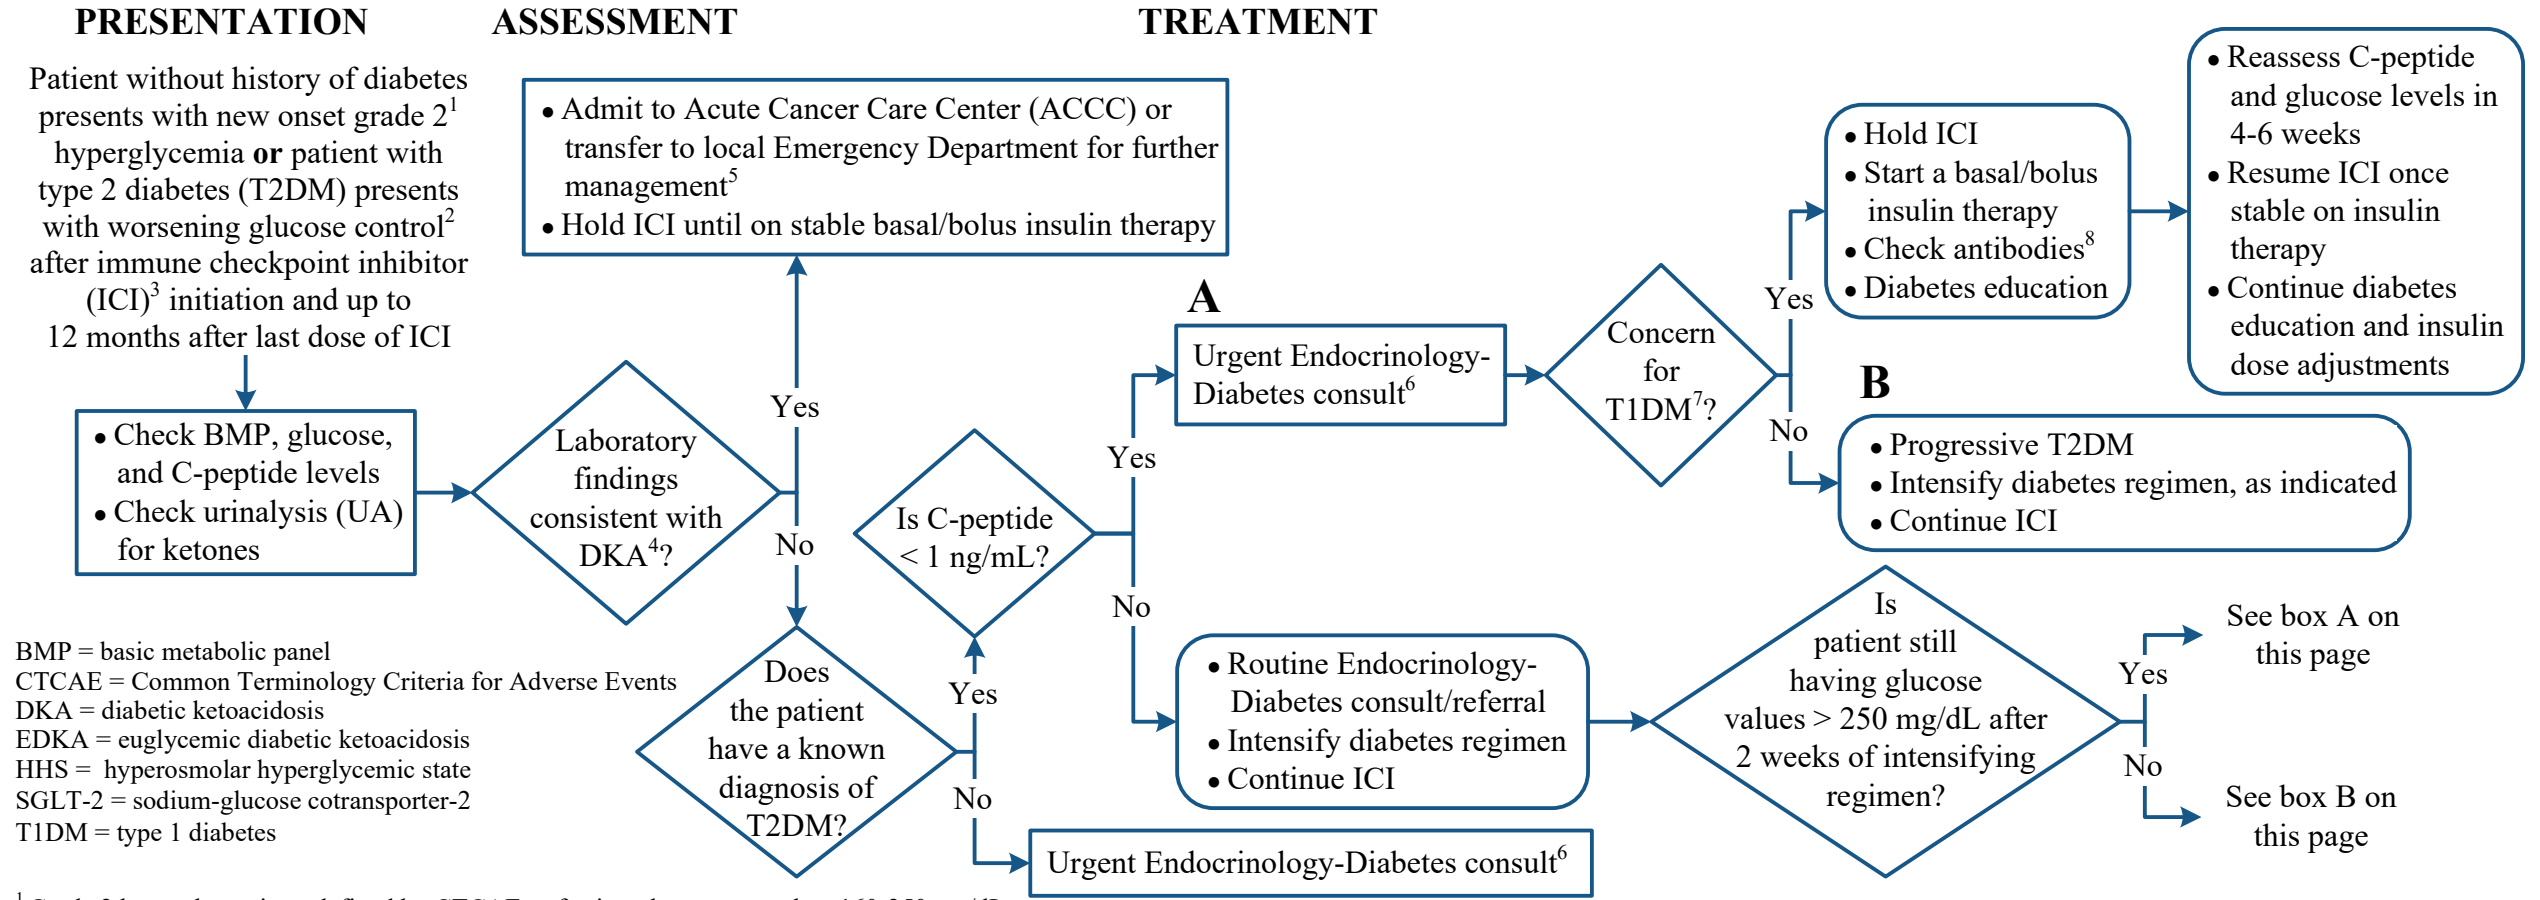 PRESENTATION
ASSESSMENT
TREATMENT
Patient without history of diabetes
presents with new onset grade 2¹
hyperglycemia or patient with
type 2 diabetes (T2DM) presents
with worsening glucose control²
after immune checkpoint inhibitor
(ICI)³ initiation and up to
12 months after last dose of ICI
● Check BMP, glucose,
and C-peptide levels
● Check urinalysis (UA)
for ketones
Laboratory
findings
consistent with
DKA⁴?
Yes
● Admit to Acute Cancer Care Center (ACCC) or
transfer to local Emergency Department for further
management⁵
● Hold ICI until on stable basal/bolus insulin therapy
No
Does
the patient
have a known
diagnosis of
T2DM?
Yes
Is C-peptide
< 1 ng/mL?
Yes
A
Urgent Endocrinology-
Diabetes consult⁶
Concern
for
T1DM⁷?
Yes
● Hold ICI
● Start a basal/bolus
insulin therapy
● Check antibodies⁸
● Diabetes education
● Reassess C-peptide
and glucose levels in
4-6 weeks
● Resume ICI once
stable on insulin
therapy
● Continue diabetes
education and insulin
dose adjustments
No
B
● Progressive T2DM
● Intensify diabetes regimen, as indicated
● Continue ICI
No
● Routine Endocrinology-
Diabetes consult/referral
● Intensify diabetes regimen
● Continue ICI
Is
patient still
having glucose
values > 250 mg/dL after
2 weeks of intensifying
regimen?
Yes
See box A on
this page
No
See box B on
this page
No
Urgent Endocrinology-Diabetes consult⁶
BMP = basic metabolic panel
CTCAE = Common Terminology Criteria for Adverse Events
DKA = diabetic ketoacidosis
EDKA = euglycemic diabetic ketoacidosis
HHS = hyperosmolar hyperglycemic state
SGLT-2 = sodium-glucose cotransporter-2
T1DM = type 1 diabetes